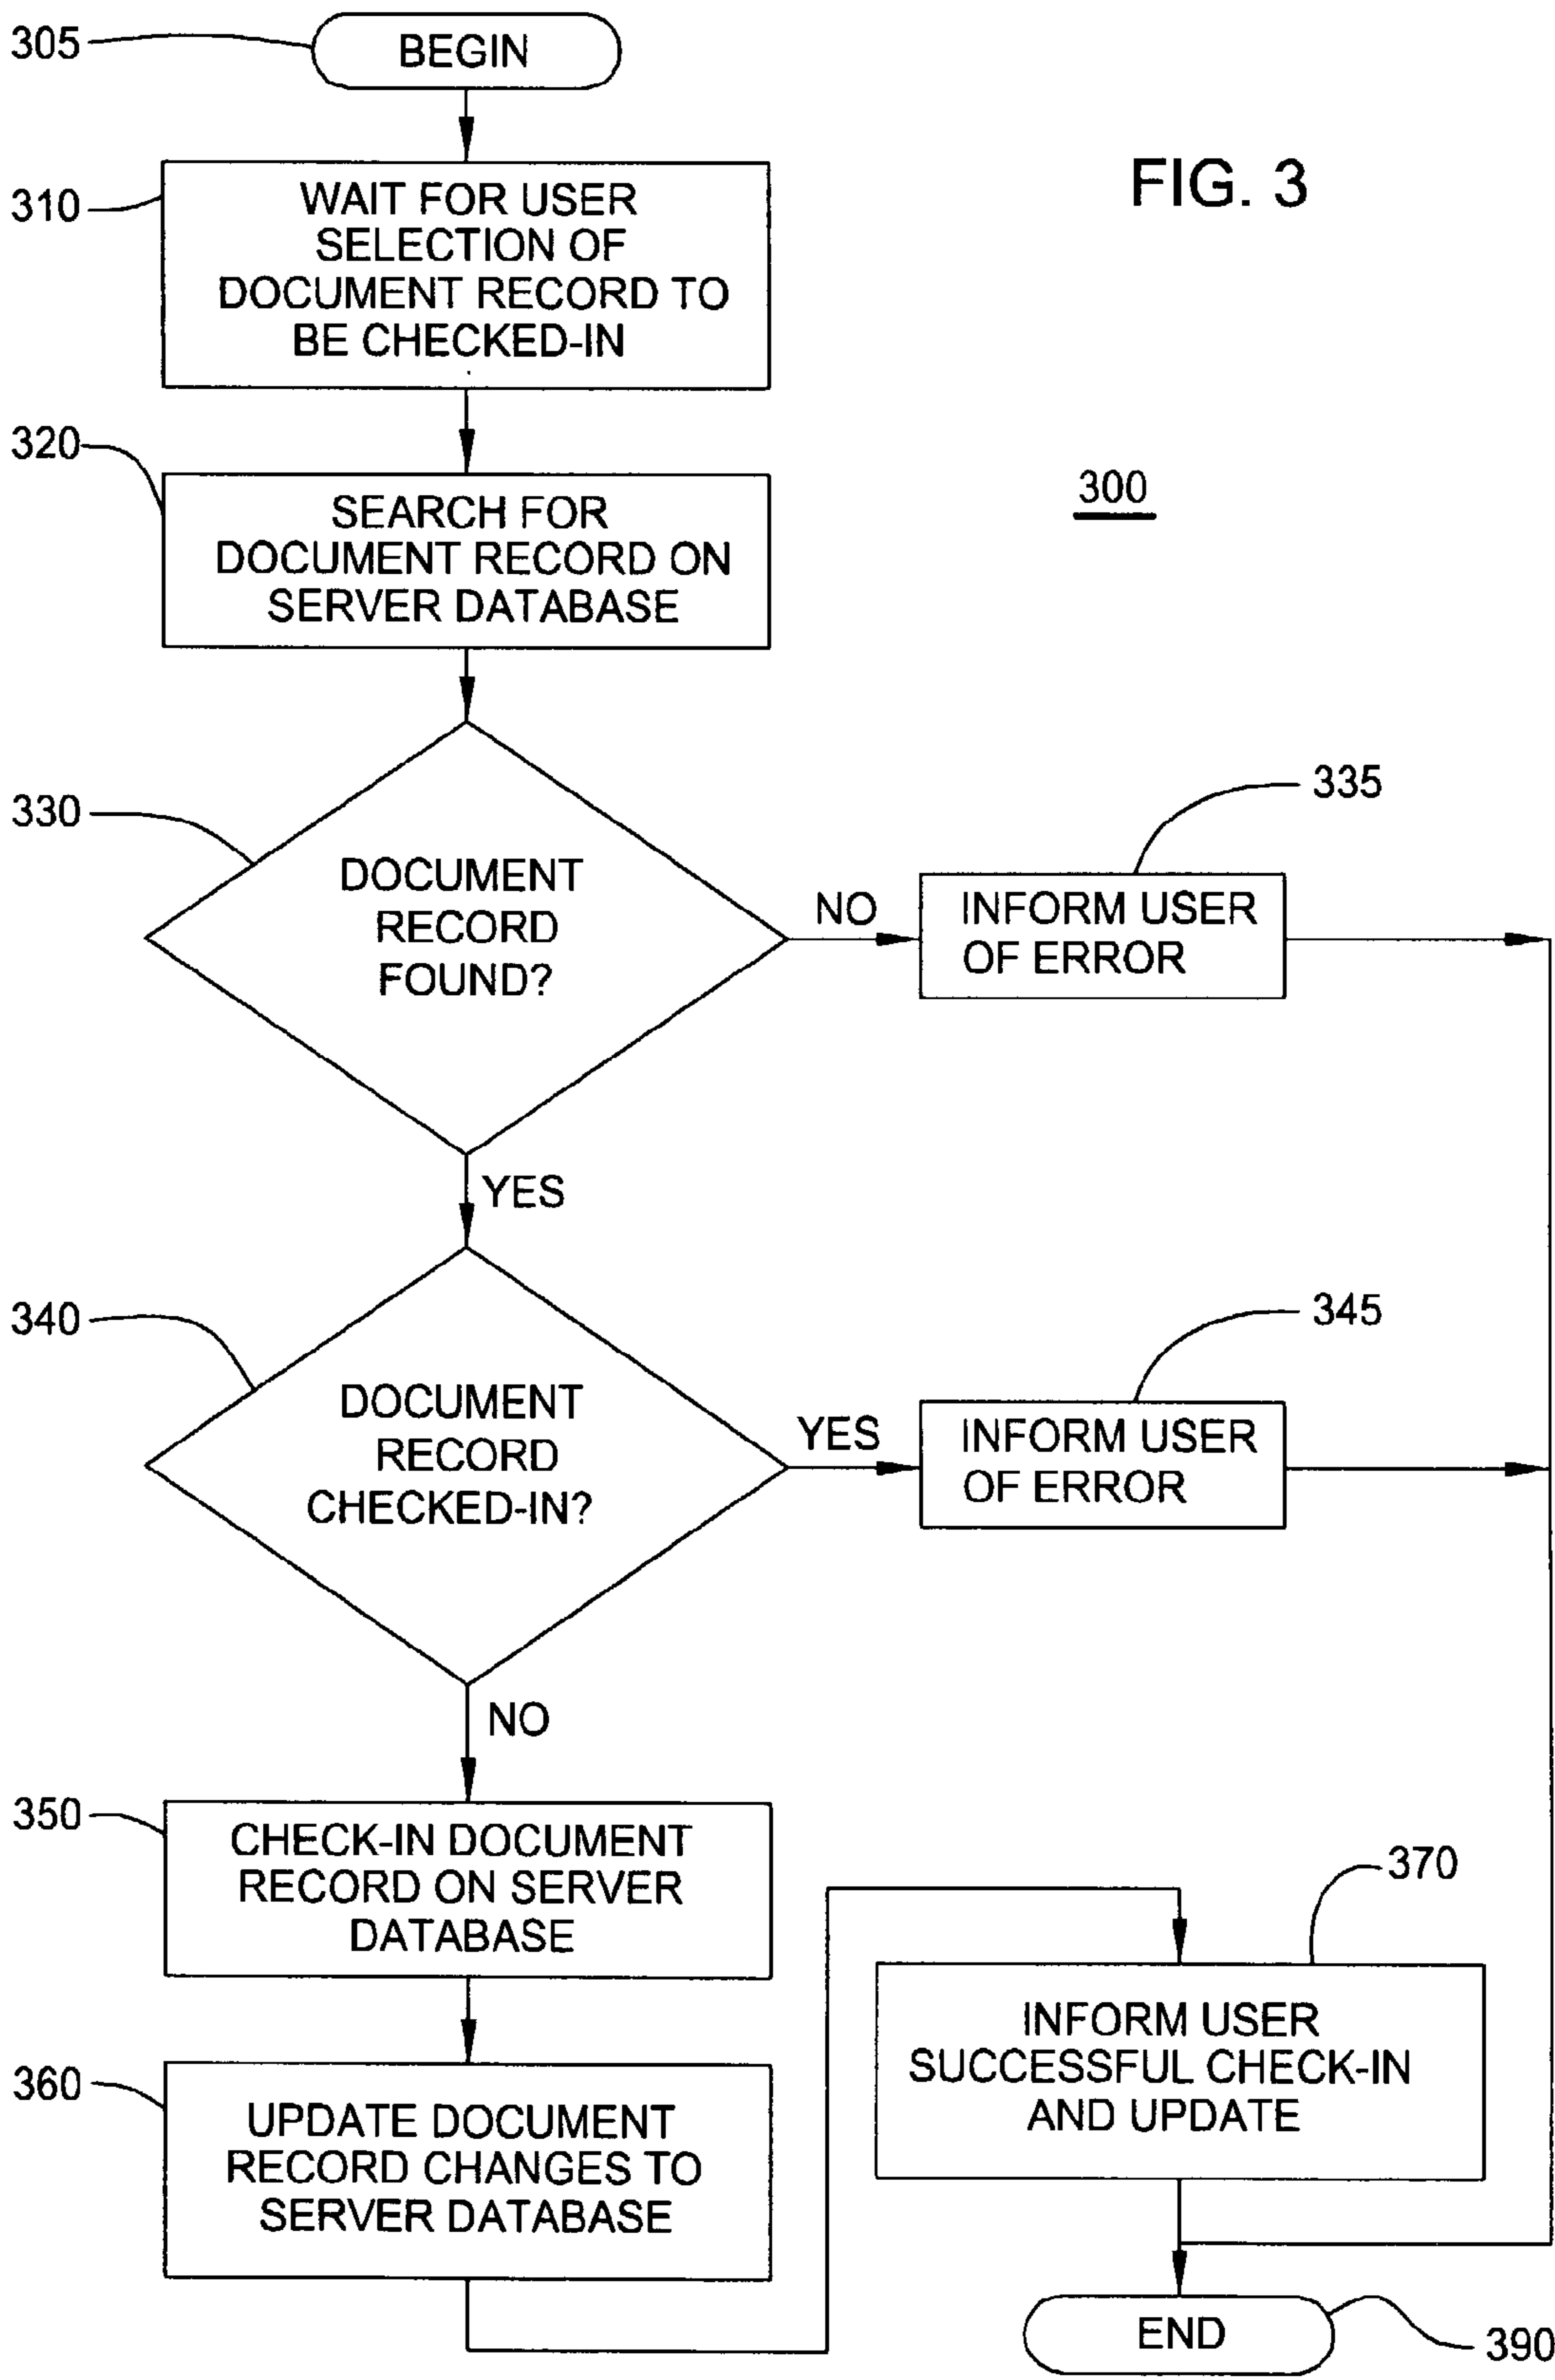 305
BEGIN
FIG. 3
310
WAIT FOR USER
SELECTION OF
DOCUMENT RECORD TO
BE CHECKED-IN
320
300
SEARCH FOR
DOCUMENT RECORD ON
SERVER DATABASE
330
335
DOCUMENT
RECORD
FOUND?
NO
INFORM USER
OF ERROR
YES
340
345
DOCUMENT
RECORD
CHECKED-IN?
YES
INFORM USER
OF ERROR
NO
350
CHECK-IN DOCUMENT
RECORD ON SERVER
DATABASE
370
360
UPDATE DOCUMENT
RECORD CHANGES TO
SERVER DATABASE
INFORM USER
SUCCESSFUL CHECK-IN
AND UPDATE
END
390